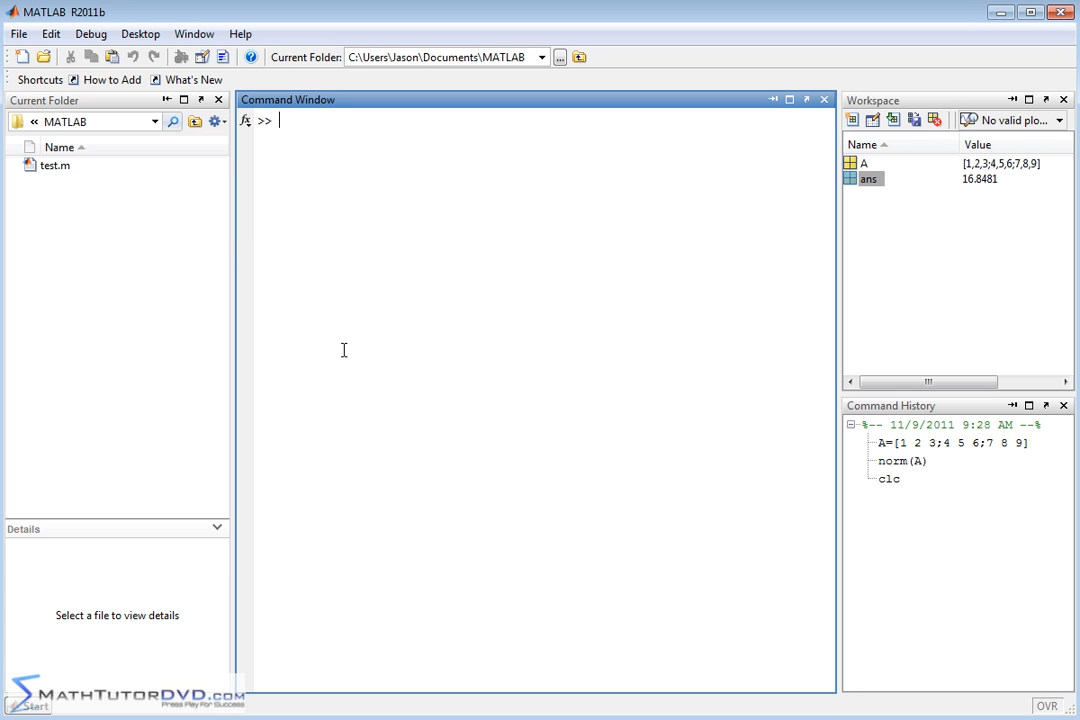 MATLAB R2011b
File Edit Debug Desktop Window Help
Current Folder: C:\Users\Jason\Documents\MATLAB ...
Shortcuts How to Add What's New
Current Folder
« MATLAB
Name
test.m
Details
Select a file to view details
Command Window
fx >>
Workspace
No valid plo...
Name Value
A [1,2,3;4,5,6;7,8,9]
ans 16.8481
Command History
%-- 11/9/2011 9:28 AM --%
A=[1 2 3;4 5 6;7 8 9]
norm(A)
clc
MATHTUTORDVD.COM
Press Play For Success
Start
OVR